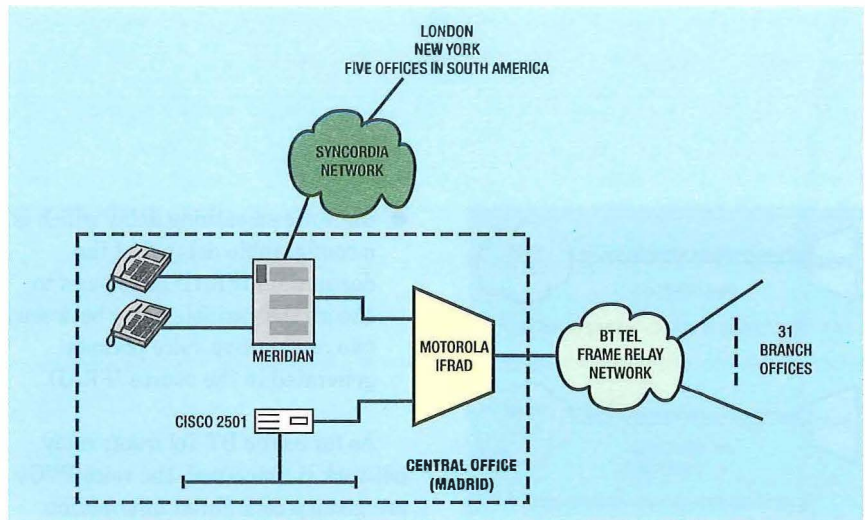 LONDON
NEW YORK
FIVE OFFICES IN SOUTH AMERICA
SYNCORDIA
NETWORK
MERIDIAN
MOTOROLA
IFRAD
BT TEL
FRAME RELAY
NETWORK
31
BRANCH
OFFICES
CISCO 2501
CENTRAL OFFICE
(MADRID)